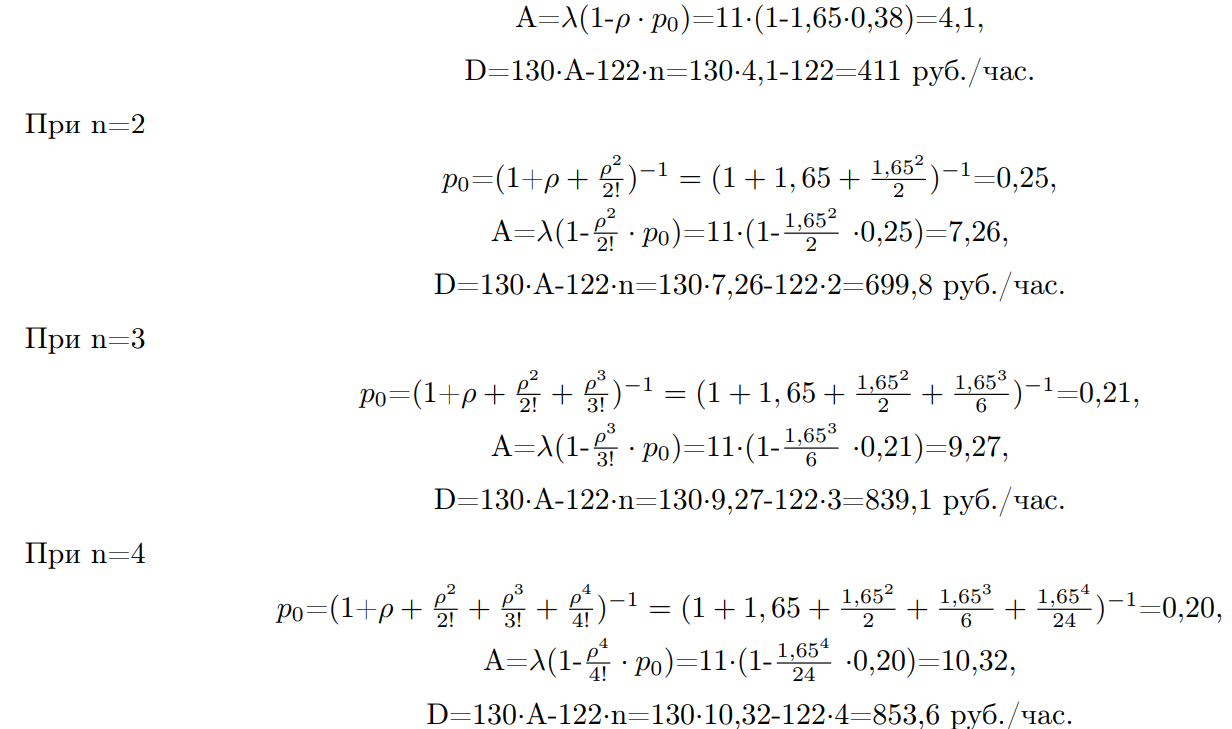 A=λ(1-ρ · p₀)=11·(1-1,65·0,38)=4,1,
D=130·A-122·n=130·4,1-122=411 руб./час.
При n=2
p₀=(1+ρ + ρ²/2!)⁻¹ = (1 + 1, 65 + 1,65²/2)⁻¹=0,25,
A=λ(1-ρ²/2! · p₀)=11·(1-1,65²/2 ·0,25)=7,26,
D=130·A-122·n=130·7,26-122·2=699,8 руб./час.
При n=3
p₀=(1+ρ + ρ²/2! + ρ³/3!)⁻¹ = (1 + 1, 65 + 1,65²/2 + 1,65³/6)⁻¹=0,21,
A=λ(1-ρ³/3! · p₀)=11·(1-1,65³/6 ·0,21)=9,27,
D=130·A-122·n=130·9,27-122·3=839,1 руб./час.
При n=4
p₀=(1+ρ + ρ²/2! + ρ³/3! + ρ⁴/4!)⁻¹ = (1 + 1, 65 + 1,65²/2 + 1,65³/6 + 1,65⁴/24)⁻¹=0,20,
A=λ(1-ρ⁴/4! · p₀)=11·(1-1,65⁴/24 ·0,20)=10,32,
D=130·A-122·n=130·10,32-122·4=853,6 руб./час.